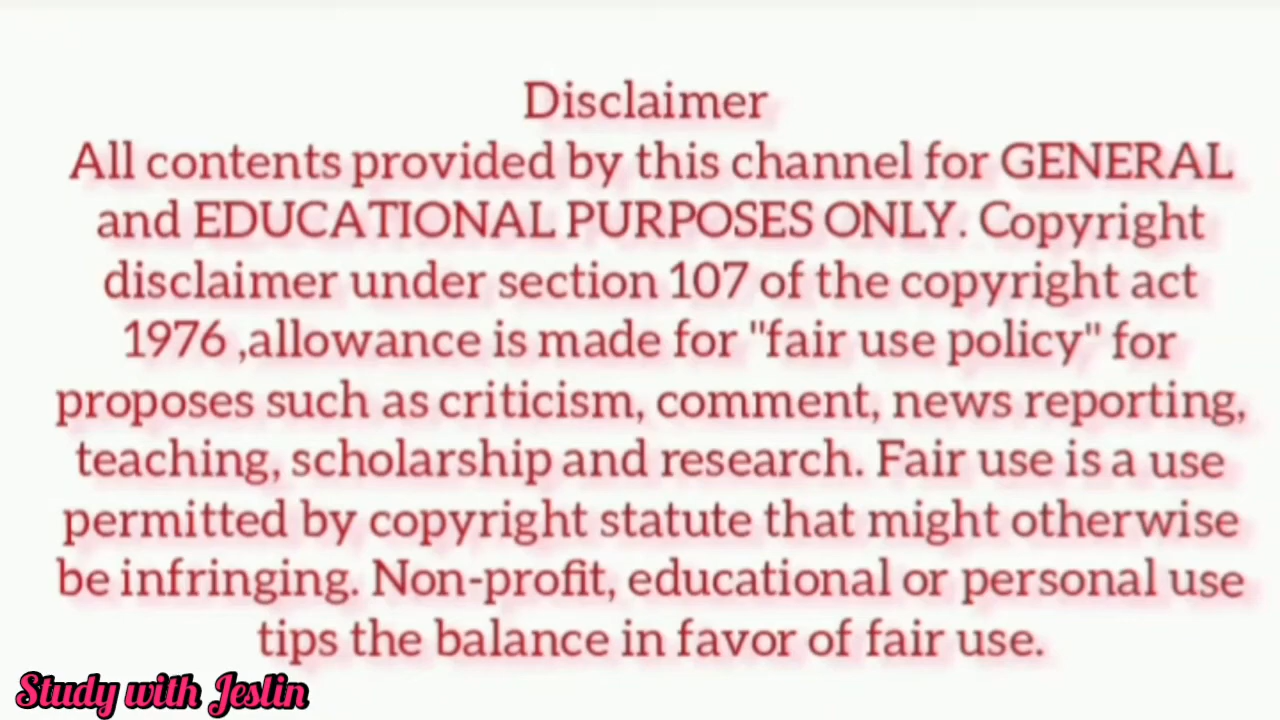 Disclaimer
All contents provided by this channel for GENERAL
and EDUCATIONAL PURPOSES ONLY. Copyright
disclaimer under section 107 of the copyright act
1976 ,allowance is made for "fair use policy" for
proposes such as criticism, comment, news reporting,
teaching, scholarship and research. Fair use is a use
permitted by copyright statute that might otherwise
be infringing. Non-profit, educational or personal use
tips the balance in favor of fair use.
Study with Jeslin